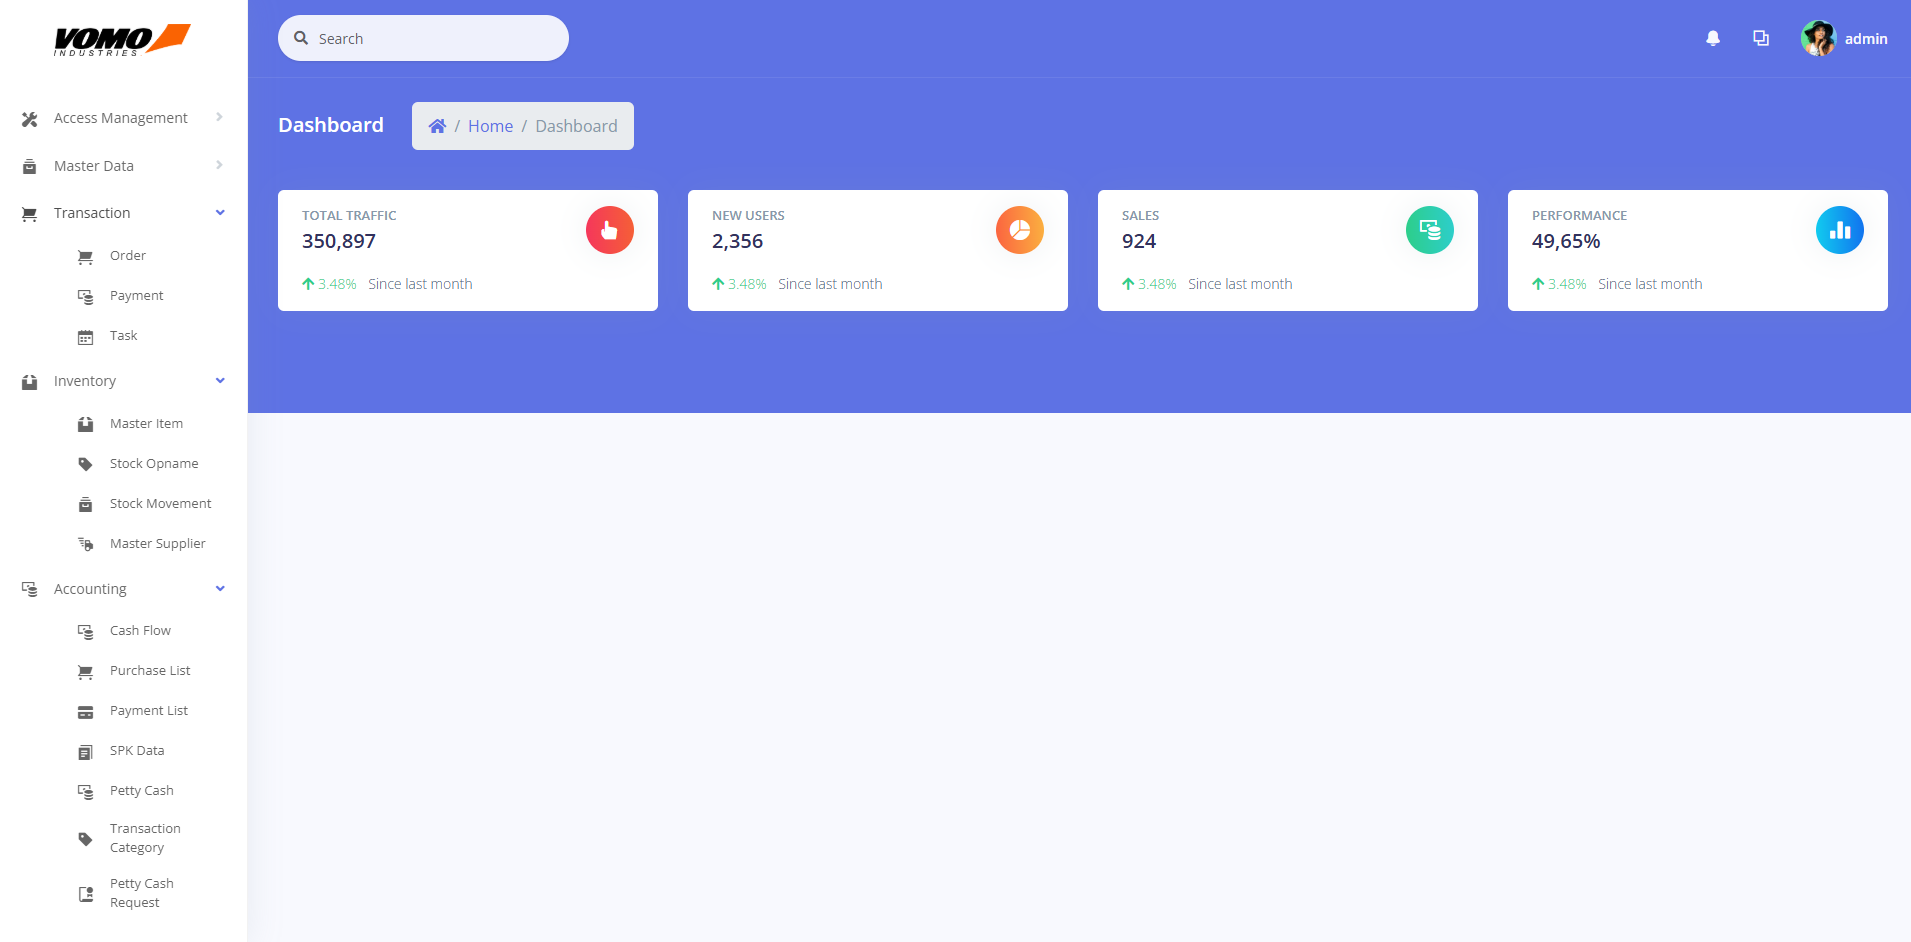 VOMO
INDUSTRIES
Search
admin
Access Management
Master Data
Transaction
Order
Payment
Task
Inventory
Master Item
Stock Opname
Stock Movement
Master Supplier
Accounting
Cash Flow
Purchase List
Payment List
SPK Data
Petty Cash
Transaction
Category
Petty Cash
Request
Dashboard
/ Home / Dashboard
TOTAL TRAFFIC
350,897
3.48% Since last month
NEW USERS
2,356
3.48% Since last month
SALES
924
3.48% Since last month
PERFORMANCE
49,65%
3.48% Since last month